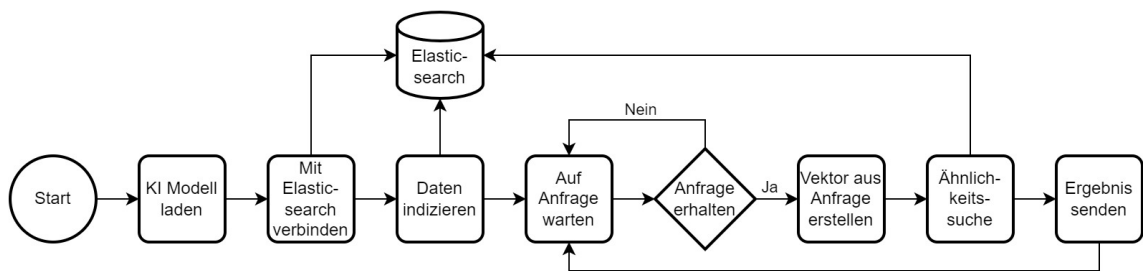 Elastic-
search
Nein
Start
KI Modell
laden
Mit
Elastic-
search
verbinden
Daten
indizieren
Auf
Anfrage
warten
Anfrage
erhalten
Ja
Vektor aus
Anfrage
erstellen
Ähnlich-
keits-
suche
Ergebnis
senden